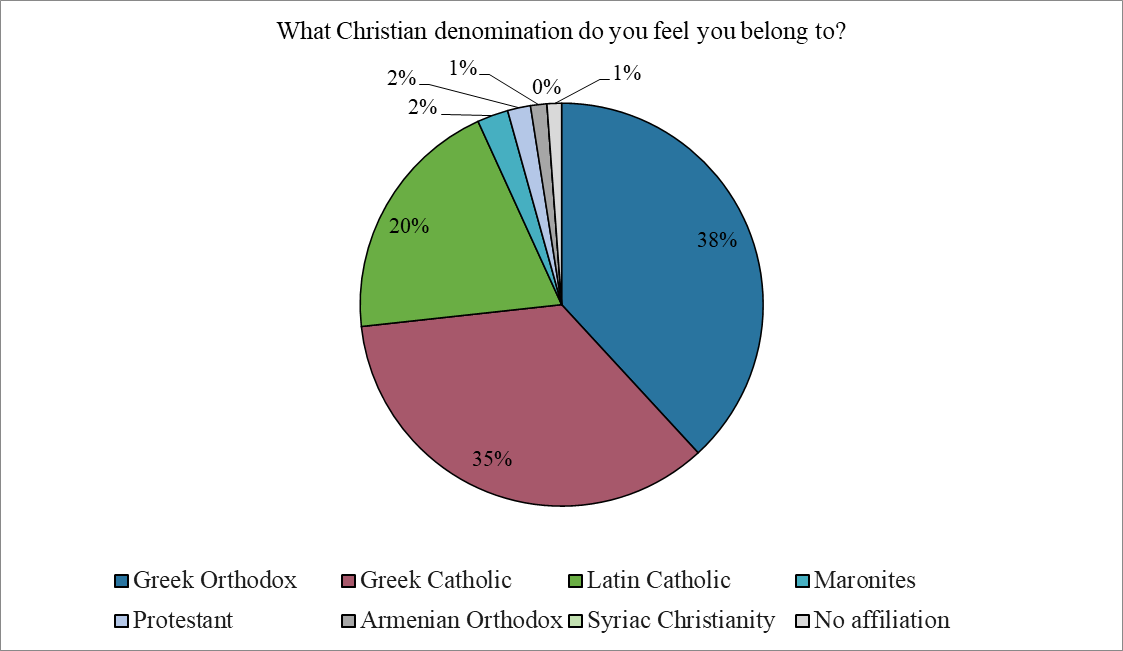 What Christian denomination do you feel you belong to?
1%
0%
1%
2%
2%
20%
38%
35%
Greek Orthodox
Greek Catholic
Latin Catholic
Maronites
Protestant
Armenian Orthodox
Syriac Christianity
No affiliation